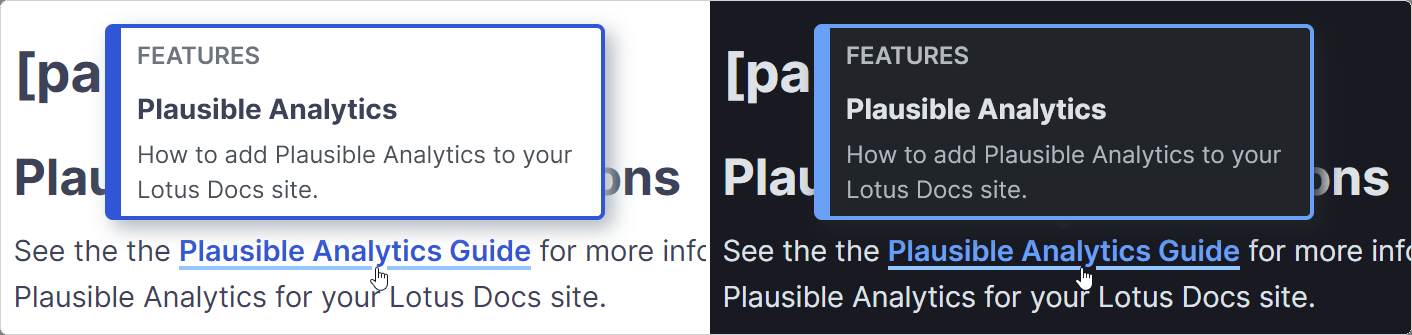 [pa
FEATURES
Plausible Analytics
How to add Plausible Analytics to your
Lotus Docs site.
Plau
ons
See the the Plausible Analytics Guide for more info
Plausible Analytics for your Lotus Docs site.
[pa
FEATURES
Plausible Analytics
How to add Plausible Analytics to your
Lotus Docs site.
Plau
ons
See the the Plausible Analytics Guide for more info
Plausible Analytics for your Lotus Docs site.